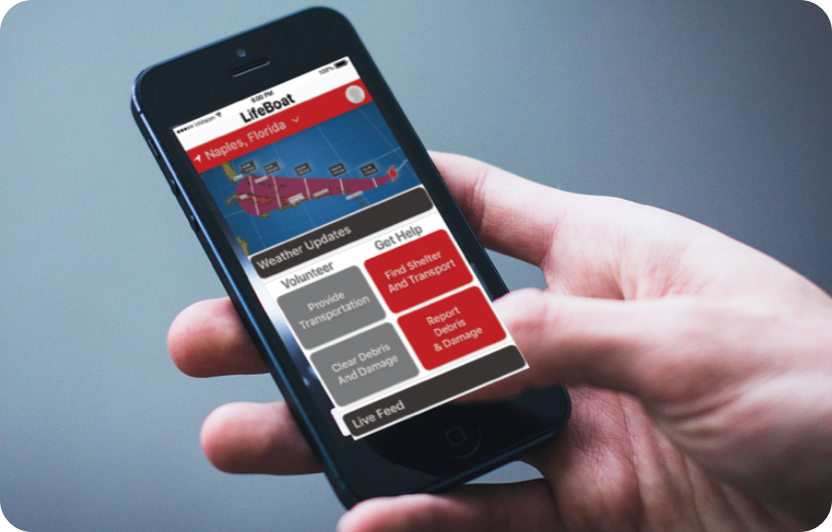 8:00 PM
100%
LifeBoat
Naples, Florida
Weather Updates
Volunteer
Get Help
Provide
Transportation
Find Shelter
And Transport
Clear Debris
And Damage
Report
Debris
& Damage
Live Feed